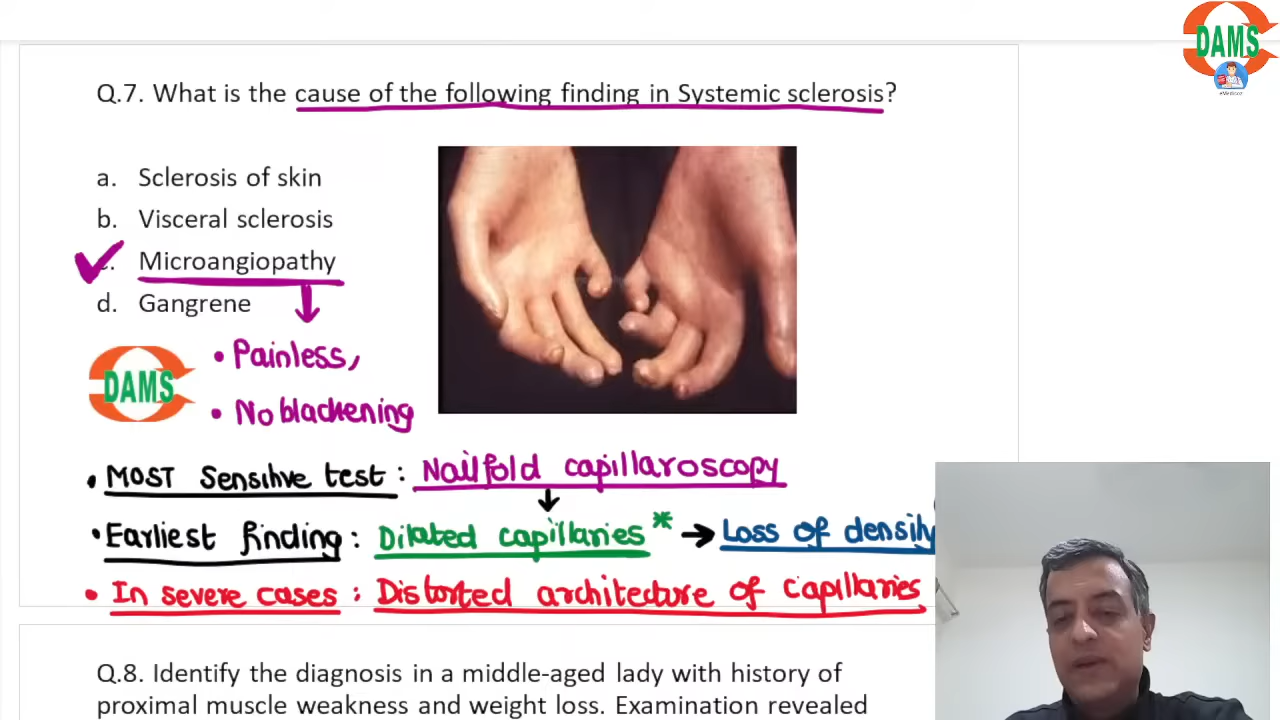 DAMS
Q.7. What is the cause of the following finding in Systemic sclerosis?
a. Sclerosis of skin
b. Visceral sclerosis
c. Microangiopathy
d. Gangrene
DAMS
• Painless,
• No blackening
• MOST Sensitive test : Nailfold capillaroscopy
• Earliest finding : Dilated capillaries* → Loss of density
• In severe cases : Distorted architecture of capillaries
Q.8. Identify the diagnosis in a middle-aged lady with history of
proximal muscle weakness and weight loss. Examination revealed